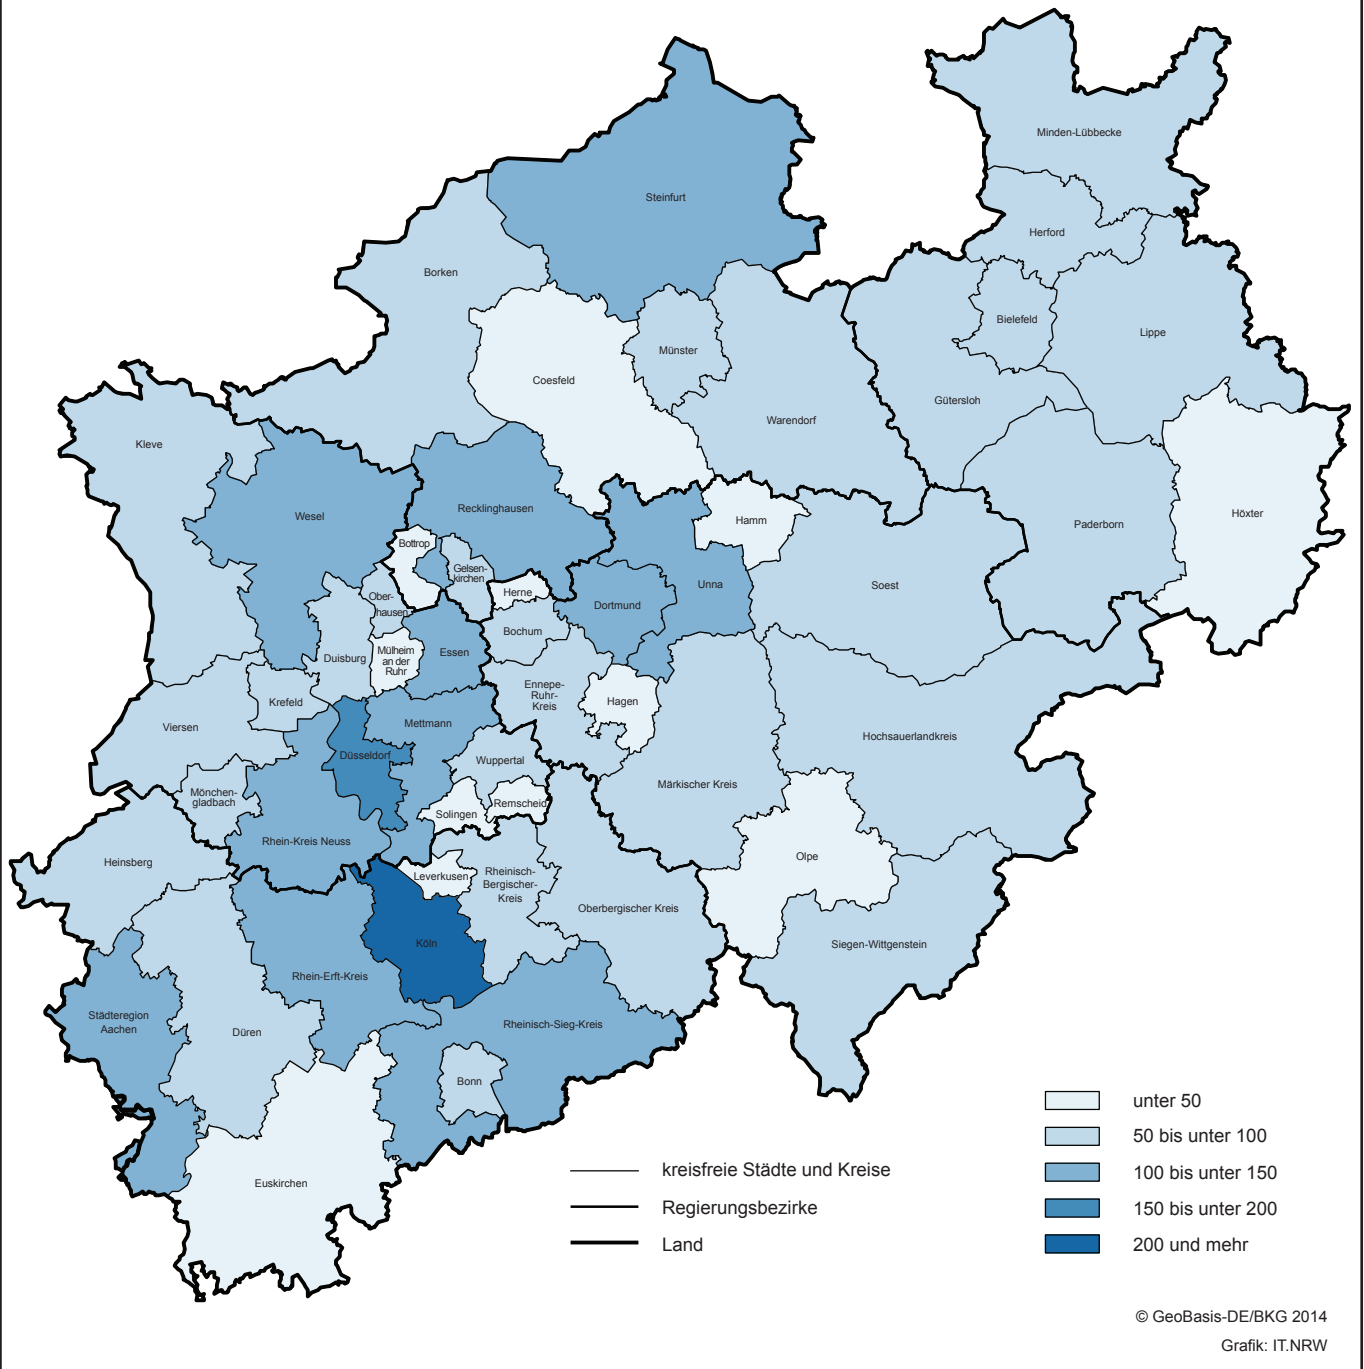 Minden-Lübbecke
Steinfurt
Herford
Borken
Bielefeld
Lippe
Münster
Coesfeld
Gütersloh
Warendorf
Kleve
Recklinghausen
Wesel
Höxter
Hamm
Paderborn
Bottrop
Gelsen-
kirchen
Unna
Soest
Herne
Ober-
hausen
Dortmund
Bochum
Duisburg
Mülheim
an der
Ruhr
Essen
Ennepe-
Ruhr-
Kreis
Hagen
Krefeld
Viersen
Mettmann
Hochsauerlandkreis
Düsseldorf
Wuppertal
Märkischer Kreis
Mönchen-
gladbach
Remscheid
Solingen
Rhein-Kreis Neuss
Olpe
Heinsberg
Leverkusen
Rheinisch-
Bergischer-
Kreis
Oberbergischer Kreis
Köln
Siegen-Wittgenstein
Rhein-Erft-Kreis
Städteregion
Aachen
Rheinisch-Sieg-Kreis
Düren
Bonn
Euskirchen
unter 50
50 bis unter 100
100 bis unter 150
150 bis unter 200
200 und mehr
kreisfreie Städte und Kreise
Regierungsbezirke
Land
© GeoBasis-DE/BKG 2014
Grafik: IT.NRW